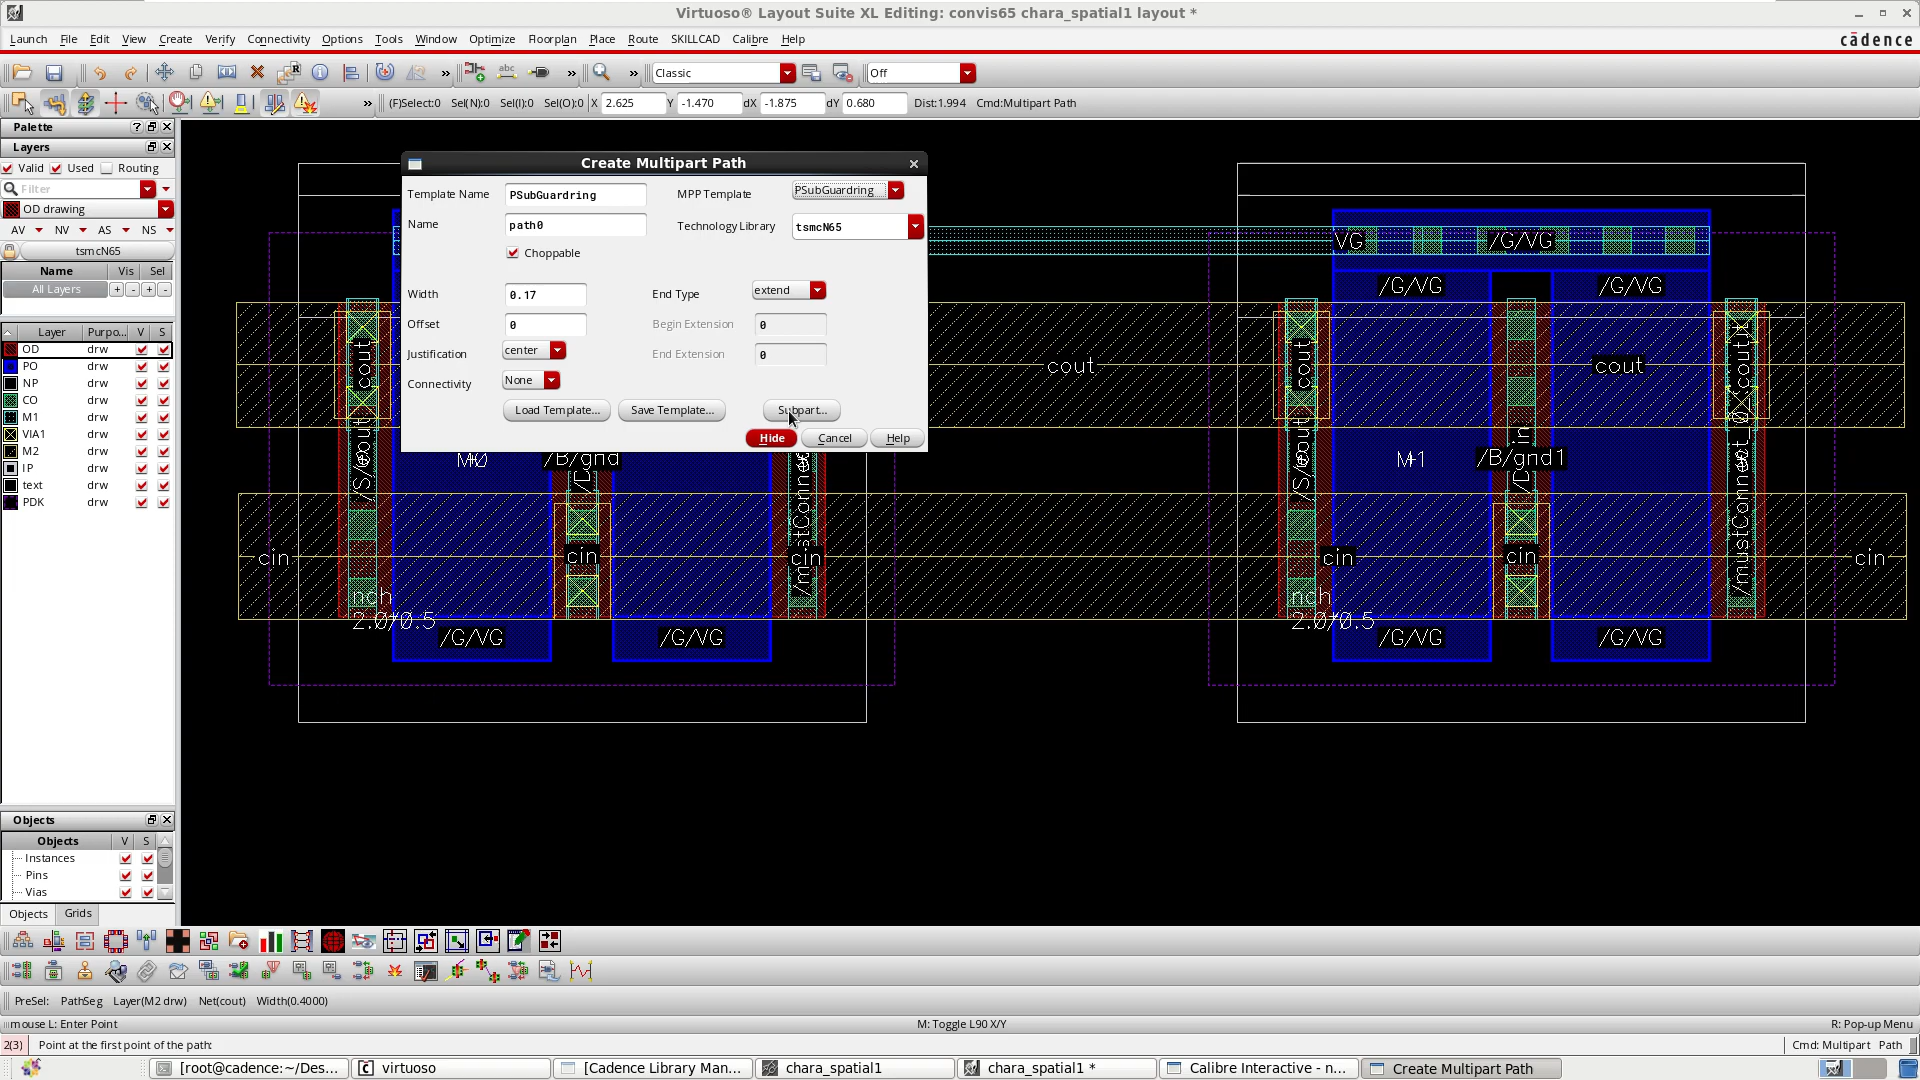 Virtuoso® Layout Suite XL Editing: convis65 chara_spatial1 layout *
Launch File Edit View Create Verify Connectivity Options Tools Window Optimize Floorplan Place Route SKILLCAD Calibre Help
cādence
Classic
Off
(F)Select:0 Sel(N):0 Sel(I):0 Sel(O):0 X 2.625 Y -1.470 dX -1.875 dY 0.680 Dist:1.994 Cmd:Multipart Path
Palette
Layers
Valid Used Routing
Filter
OD drawing
AV NV AS NS
tsmcN65
Name Vis Sel
All Layers + - + -
Layer Purpo... V S
OD drw
PO drw
NP drw
CO drw
M1 drw
VIA1 drw
M2 drw
IP drw
text drw
PDK drw
Objects
Objects V S
Instances
Pins
Vias
Objects Grids
Create Multipart Path
Template Name PSubGuardring MPP Template PSubGuardring
Name path0 Technology Library tsmcN65
Choppable
Width 0.17 End Type extend
Offset 0 Begin Extension 0
Justification center End Extension 0
Connectivity None
Load Template... Save Template... Subpart...
Hide Cancel Help
VG /G/VG
/G/VG /G/VG
cout cout cout cout
M0 /B/gnd M1 /B/gnd1
/S/cout /S/cout
cin cin cin cin cin cin
nch nch
2.0/0.5 2.0/0.5
/G/VG /G/VG /G/VG /G/VG
PreSel: PathSeg Layer(M2 drw) Net(cout) Width(0.4000)
mouse L: Enter Point M: Toggle L90 X/Y R: Pop-up Menu
2(3) Point at the first point of the path: Cmd: Multipart Path
[root@cadence:~/Des... virtuoso [Cadence Library Man... chara_spatial1 chara_spatial1 * Calibre Interactive - n... Create Multipart Path